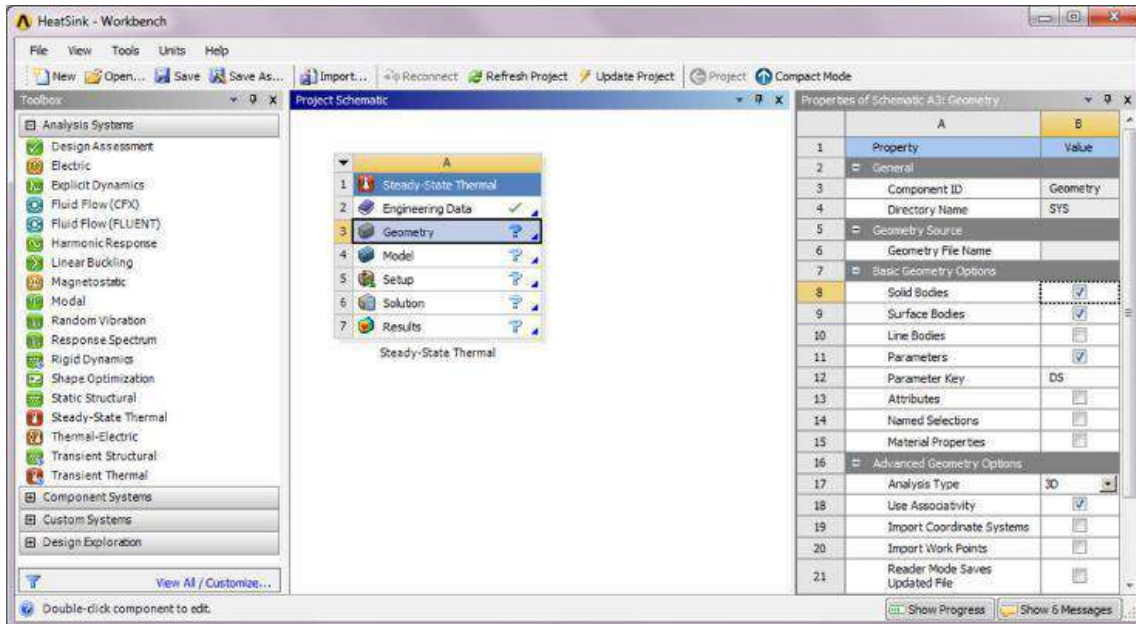 HeatSink - Workbench
File View Tools Units Help
New Open... Save Save As... Import... Reconnect Refresh Project Update Project Project Compact Mode
Toolbox
Analysis Systems
Design Assessment
Electric
Explicit Dynamics
Fluid Flow (CFX)
Fluid Flow (FLUENT)
Harmonic Response
Linear Buckling
Magnetostatic
Modal
Random Vibration
Response Spectrum
Rigid Dynamics
Shape Optimization
Static Structural
Steady-State Thermal
Thermal-Electric
Transient Structural
Transient Thermal
Component Systems
Custom Systems
Design Exploration
View All / Customize...
Project Schematic
A
1 Steady-State Thermal
2 Engineering Data
3 Geometry
4 Model
5 Setup
6 Solution
7 Results
Steady-State Thermal
Properties of Schematic A3: Geometry
A B
1 Property Value
2 General
3 Component ID Geometry
4 Directory Name SYS
5 Geometry Source
6 Geometry File Name
7 Basic Geometry Options
8 Solid Bodies
9 Surface Bodies
10 Line Bodies
11 Parameters
12 Parameter Key DS
13 Attributes
14 Named Selections
15 Material Properties
16 Advanced Geometry Options
17 Analysis Type 3D
18 Use Associativity
19 Import Coordinate Systems
20 Import Work Points
21 Reader Mode Saves
Updated File
Double-click component to edit.
Show Progress Show 6 Messages